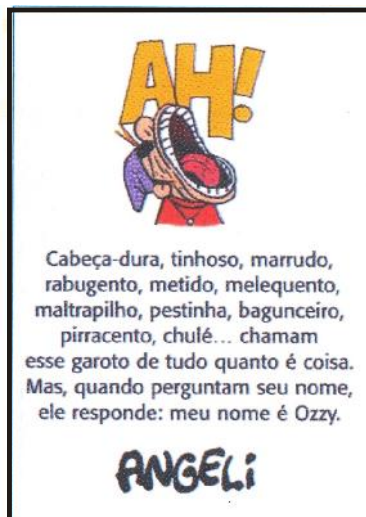 AH!
Cabeça-dura, tinhoso, marrudo,
rabugento, metido, melequento,
maltrapilho, pestinha, bagunceiro,
pirracento, chulé... chamam
esse garoto de tudo quanto é coisa.
Mas, quando perguntam seu nome,
ele responde: meu nome é Ozzy.
ANGELi